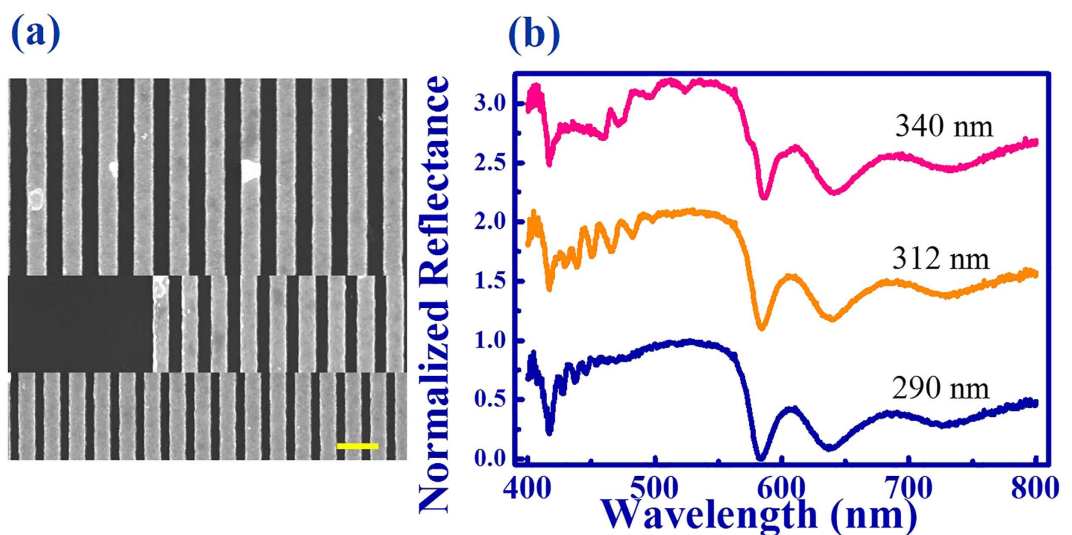 (a)
(b)
Normalized Reflectance
3.0
2.5
2.0
1.5
1.0
0.5
0.0
340 nm
312 nm
290 nm
400 500 600 700 800
Wavelength (nm)